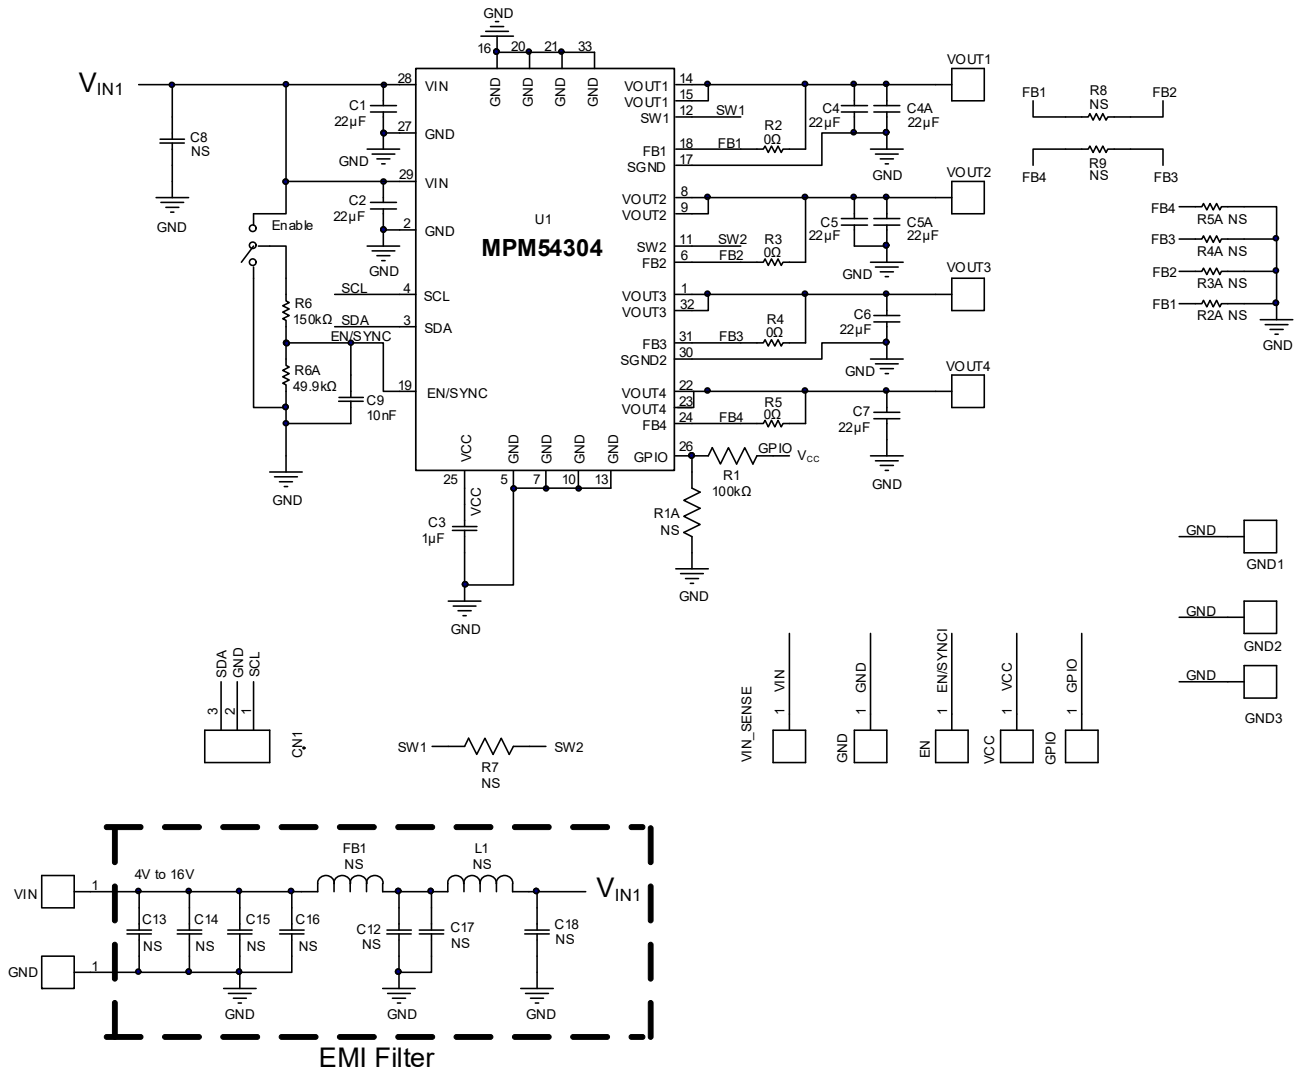 GND
16 20 21 33
GND GND GND GND
VIN1
28 VIN
C1
22µF
27 GND
GND
C8
NS
GND
29 VIN
C2
22µF
2 GND
GND
Enable
SCL 4 SCL
SDA 3 SDA
R6
150kΩ
EN/SYNC
R6A
49.9kΩ
19 EN/SYNC
C9
10nF
GND
U1
MPM54304
VOUT1 14
VOUT1 15
SW1 12 SW1
FB1 18 FB1
R2
0Ω
SGND 17
C4
22µF
C4A
22µF
GND
VOUT1
VOUT2 8
VOUT2 9
SW2 11 SW2
FB2 6 FB2
R3
0Ω
C5
22µF
C5A
22µF
GND
VOUT2
VOUT3 1
VOUT3 32
FB3 31 FB3
R4
0Ω
SGND2 30
C6
22µF
GND
VOUT3
VOUT4 22
VOUT4 23
FB4 24 FB4
R5
0Ω
C7
22µF
GND
VOUT4
GPIO 26 GPIO VCC
R1
100kΩ
R1A
NS
GND
VCC GND GND GND GND
25 5 7 10 13
VCC
C3
1µF
GND
FB1 R8 NS FB2
FB4 R9 NS FB3
FB4 R5A NS
FB3 R4A NS
FB2 R3A NS
FB1 R2A NS
GND
GND GND1
GND GND2
GND GND3
SDA GND SCL
3 2 1
CN1
SW1 R7 NS SW2
VIN_SENSE 1 VIN
GND 1 GND
EN 1 EN/SYNCI
VCC 1 VCC
GPIO 1 GPIO
VIN 1
4V to 16V
GND 1
C13
NS
C14
NS
C15
NS
C16
NS
FB1
NS
C12
NS
C17
NS
L1
NS
C18
NS
VIN1
GND GND GND
EMI Filter